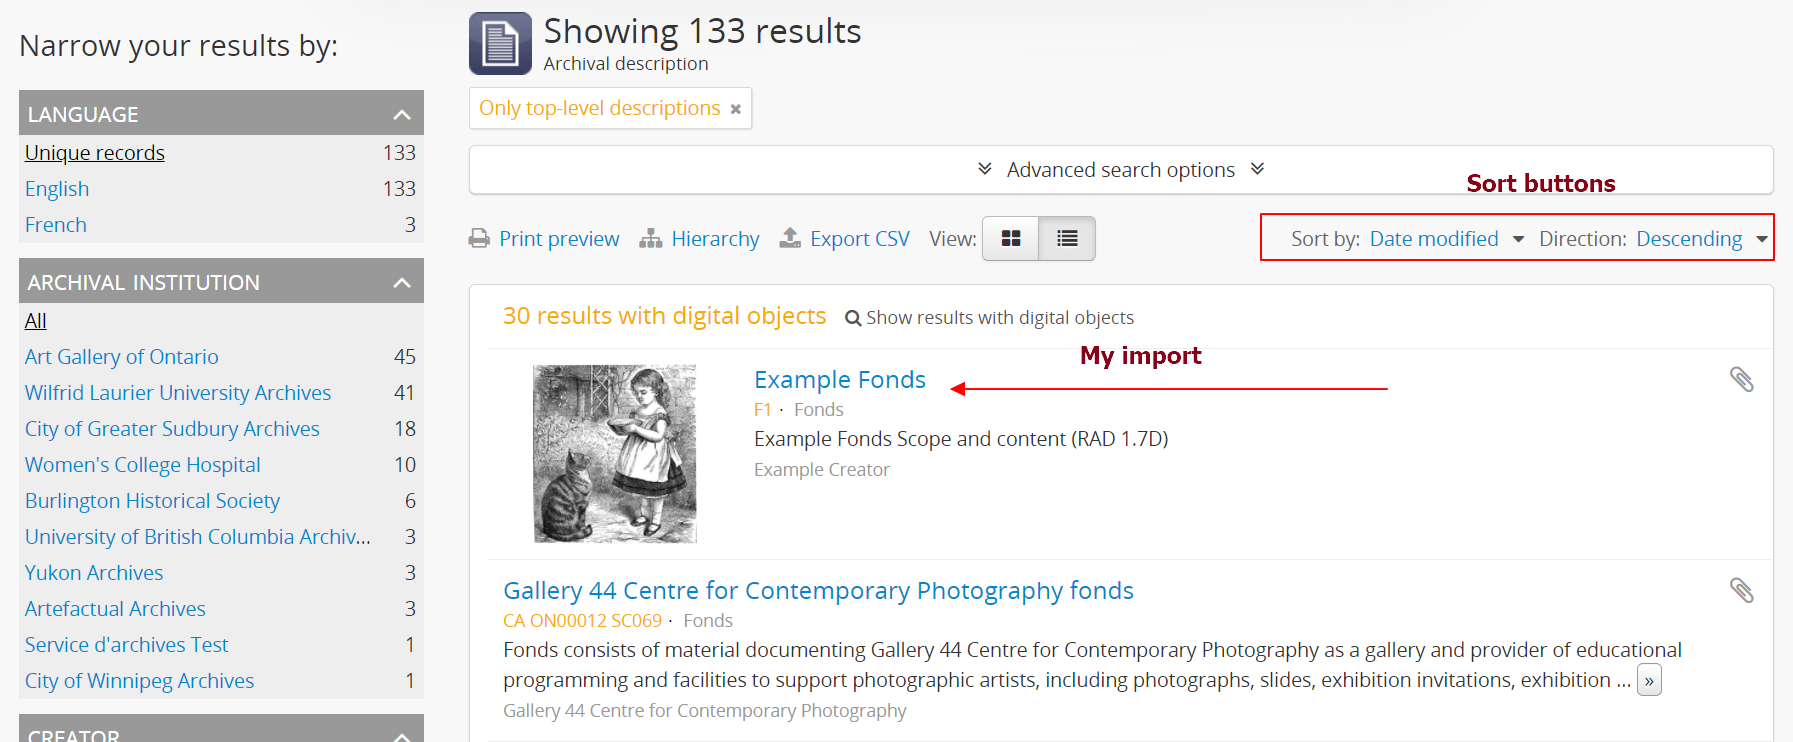 Narrow your results by:
LANGUAGE
Unique records 133
English 133
French 3
ARCHIVAL INSTITUTION
All
Art Gallery of Ontario 45
Wilfrid Laurier University Archives 41
City of Greater Sudbury Archives 18
Women's College Hospital 10
Burlington Historical Society 6
University of British Columbia Archiv... 3
Yukon Archives 3
Artefactual Archives 3
Service d'archives Test 1
City of Winnipeg Archives 1
CREATOR
Showing 133 results
Archival description
Only top-level descriptions ×
Advanced search options
Sort buttons
Print preview Hierarchy Export CSV View: Sort by: Date modified Direction: Descending
30 results with digital objects Show results with digital objects
My import
Example Fonds
F1 · Fonds
Example Fonds Scope and content (RAD 1.7D)
Example Creator
Gallery 44 Centre for Contemporary Photography fonds
CA ON00012 SC069 · Fonds
Fonds consists of material documenting Gallery 44 Centre for Contemporary Photography as a gallery and provider of educational
programming and facilities to support photographic artists, including photographs, slides, exhibition invitations, exhibition ... »
Gallery 44 Centre for Contemporary Photography